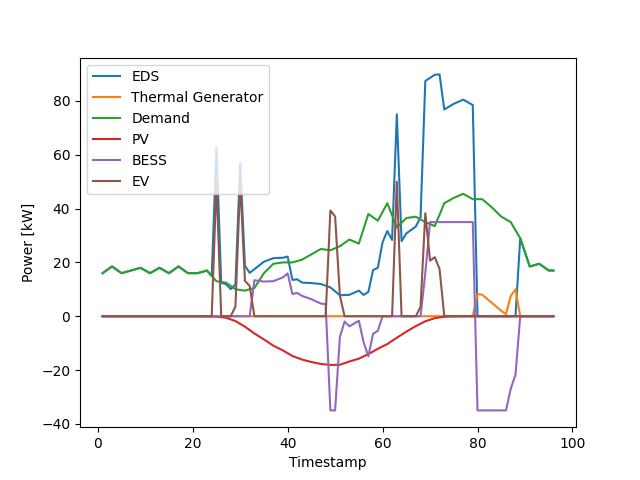 EDS
Thermal Generator
Demand
PV
BESS
EV
80
60
40
20
0
−20
−40
Power [kW]
0 20 40 60 80 100
Timestamp